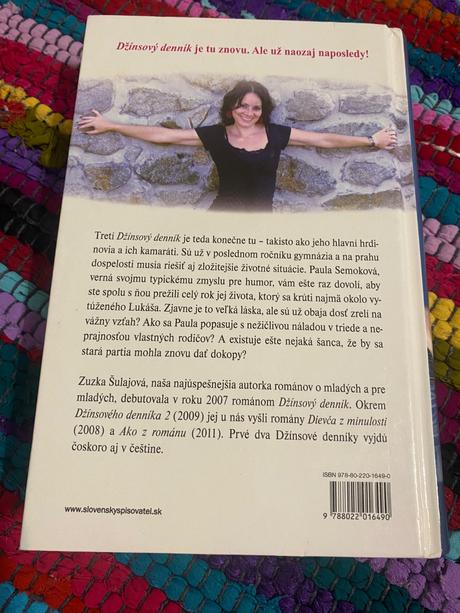 Džínsový denník je tu znovu. Ale už naozaj naposledy!
Tretí Džínsový denník je teda konečne tu – takisto ako jeho hlavní hrdi-
novia a ich kamaráti. Sú už v poslednom ročníku gymnázia a na prahu
dospelosti musia riešiť aj zložitejšie životné situácie. Paula Semoková,
verná svojmu typickému zmyslu pre humor, vám ešte raz dovolí, aby
ste spolu s ňou prežili celý rok jej života, ktorý sa krúti najmä okolo vy-
túženého Lukáša. Zjavne je to veľká láska, ale sú už obaja dosť zrelí na
vážny vzťah? Ako sa Paula popasuje s nežičlivou náladou v triede a ne-
prajnosťou vlastných rodičov? A existuje ešte nejaká šanca, že by sa
stará partia mohla znovu dať dokopy?
Zuzka Šulajová, naša najúspešnejšia autorka románov o mladých a pre
mladých, debutovala v roku 2007 románom Džínsový denník. Okrem
Džínsového denníka 2 (2009) jej u nás vyšli romány Dievča z minulosti
(2008) a Ako z románu (2011). Prvé dva Džínsové denníky vyjdú
čoskoro aj v češtine.
ISBN 978-80-220-1649-0
www.slovenskyspisovatel.sk
9 788022 016490